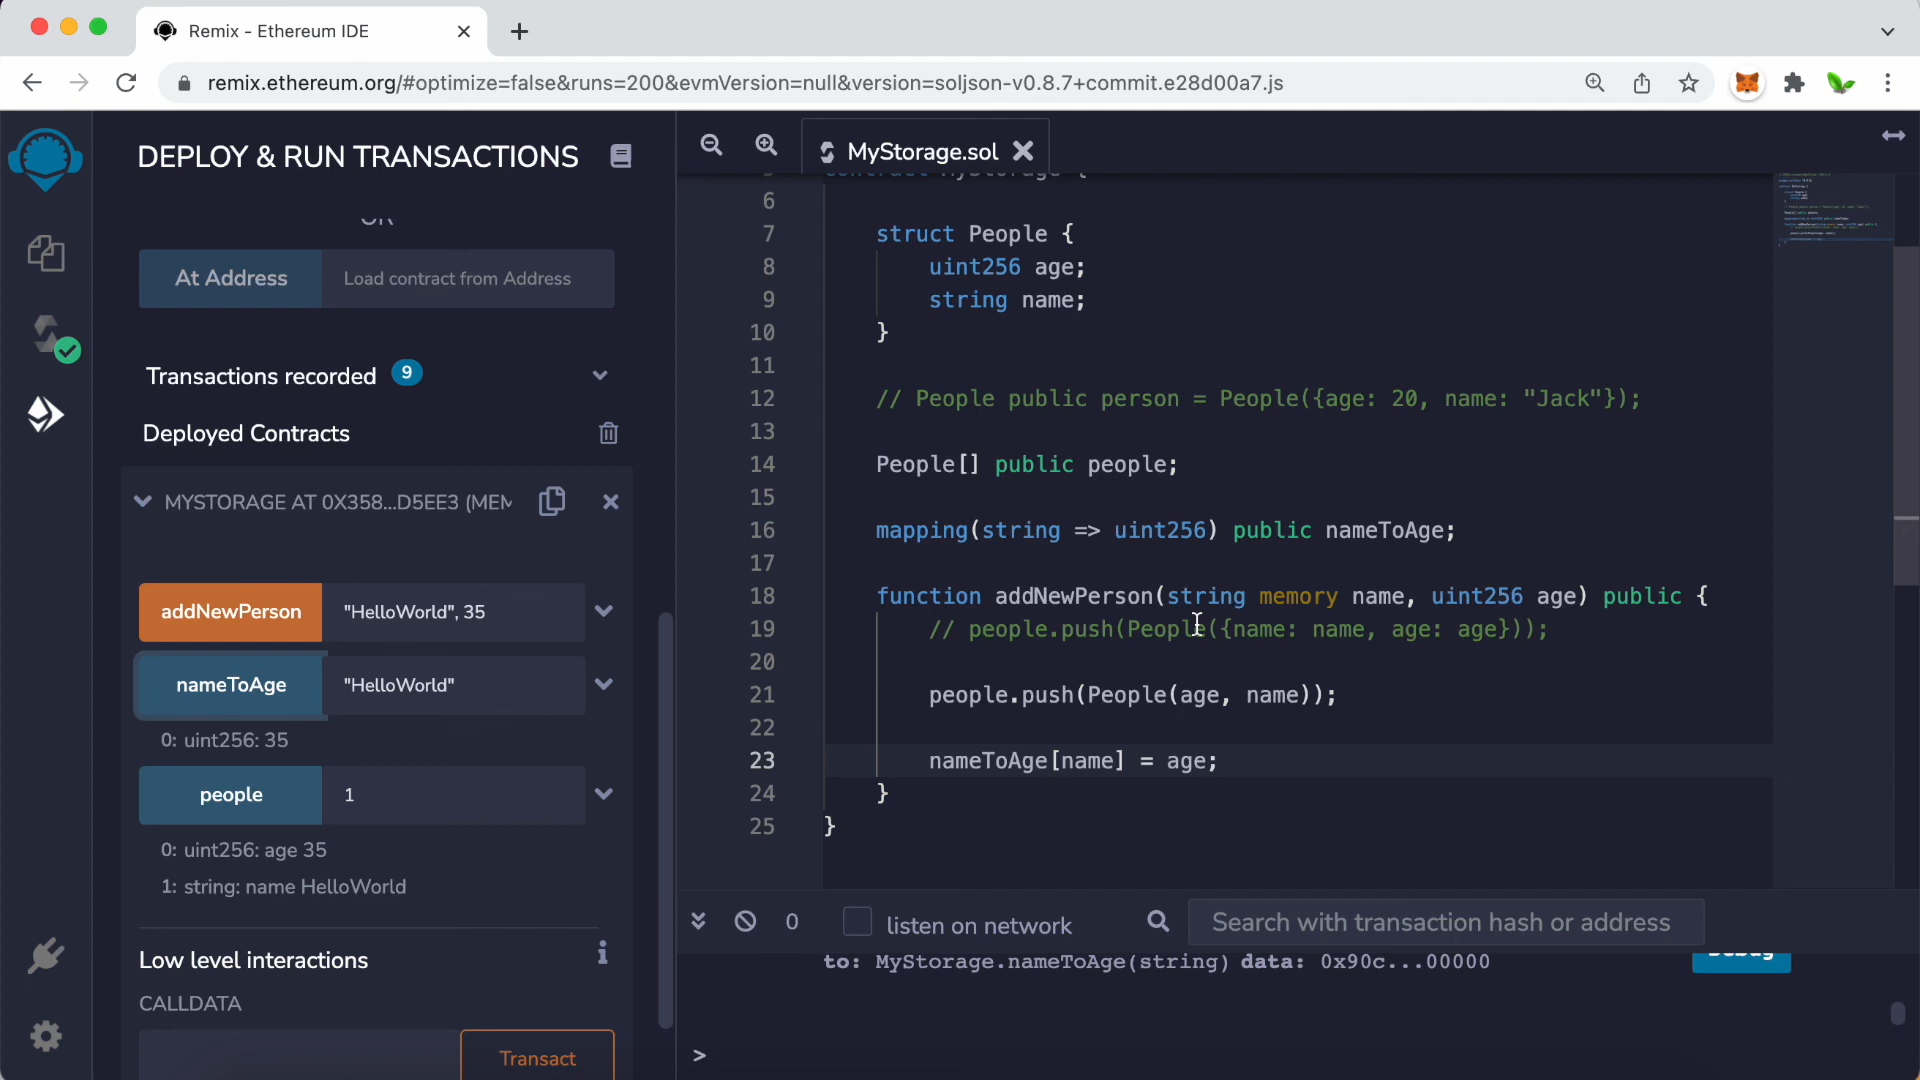 Remix - Ethereum IDE
remix.ethereum.org/#optimize=false&runs=200&evmVersion=null&version=soljson-v0.8.7+commit.e28d00a7.js
DEPLOY & RUN TRANSACTIONS
OR
At Address
Load contract from Address
Transactions recorded 9
Deployed Contracts
MYSTORAGE AT 0X358...D5EE3 (MEM
addNewPerson "HelloWorld", 35
nameToAge "HelloWorld"
0: uint256: 35
people 1
0: uint256: age 35
1: string: name HelloWorld
Low level interactions
i
CALLDATA
Transact
MyStorage.sol
5 contract MyStorage {
6
7 struct People {
8 uint256 age;
9 string name;
10 }
11
12 // People public person = People({age: 20, name: "Jack"});
13
14 People[] public people;
15
16 mapping(string => uint256) public nameToAge;
17
18 function addNewPerson(string memory name, uint256 age) public {
19 // people.push(People({name: name, age: age}));
20
21 people.push(People(age, name));
22
23 nameToAge[name] = age;
24 }
25 }
0 listen on network
Search with transaction hash or address
to: MyStorage.nameToAge(string) data: 0x90c...00000
Debug
>